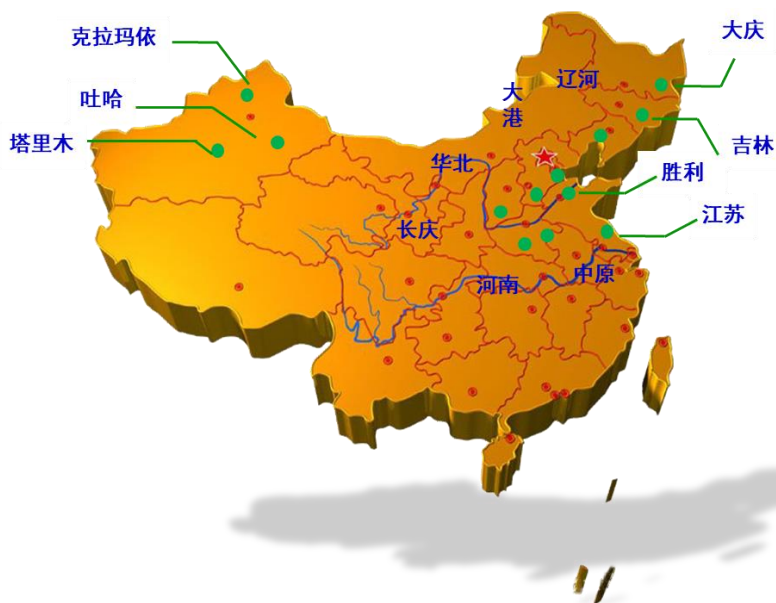 克拉玛依
大庆
辽河
吐哈
大
港
塔里木
吉林
华北
胜利
江苏
长庆
中原
河南